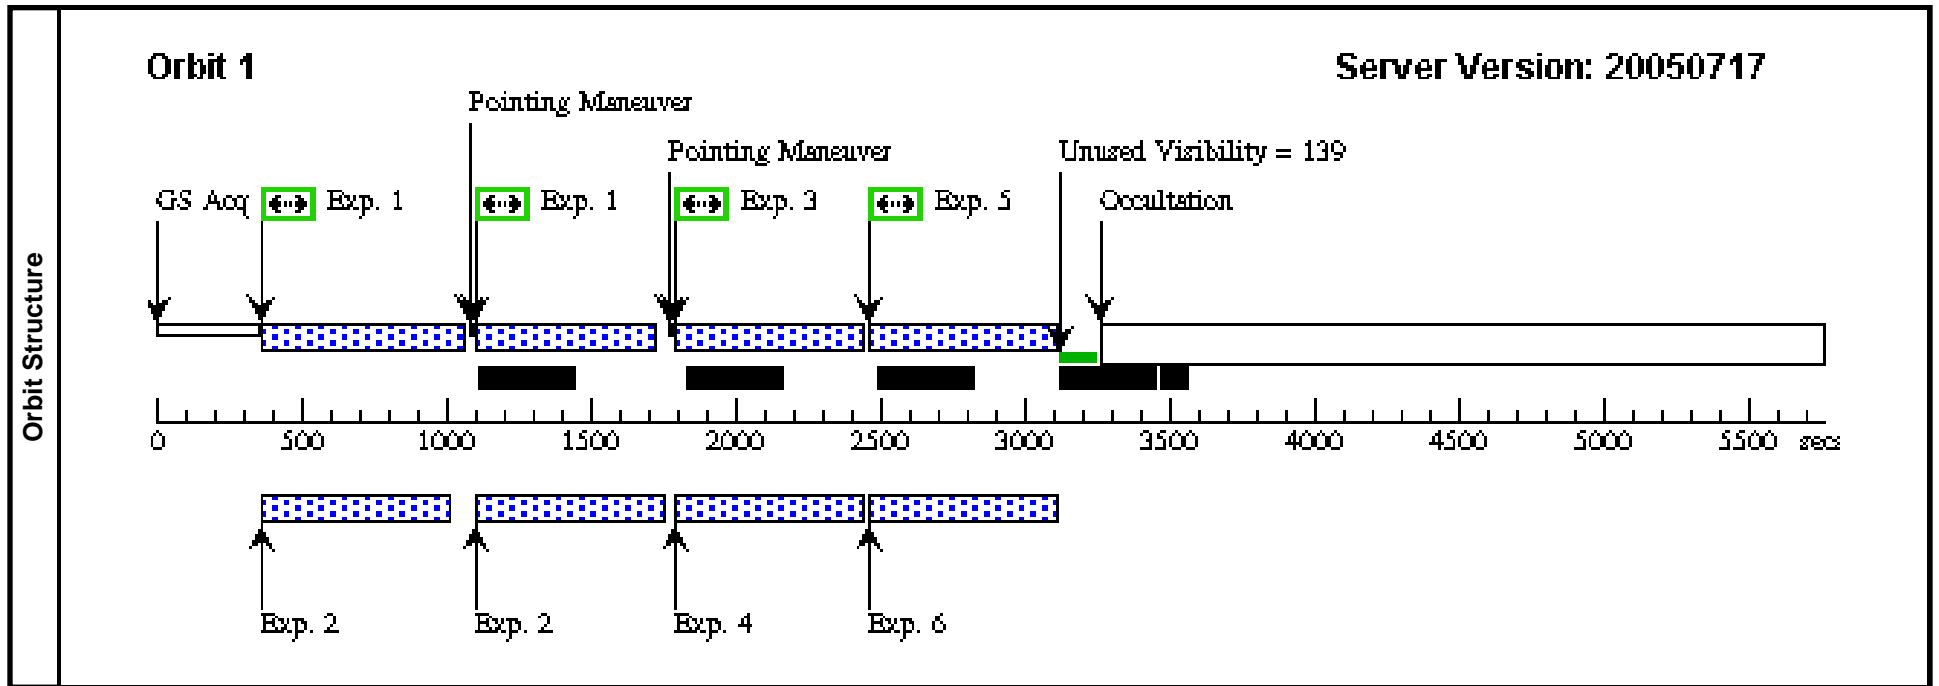 Orbit Structure
Orbit 1
Server Version: 20050717
Pointing Maneuver
Pointing Maneuver
Unused Visibility = 139
GS Acq
Exp. 1
Exp. 1
Exp. 3
Exp. 5
Occultation
0 500 1000 1500 2000 2500 3000 3500 4000 4500 5000 5500 secs
Exp. 2
Exp. 2
Exp. 4
Exp. 6